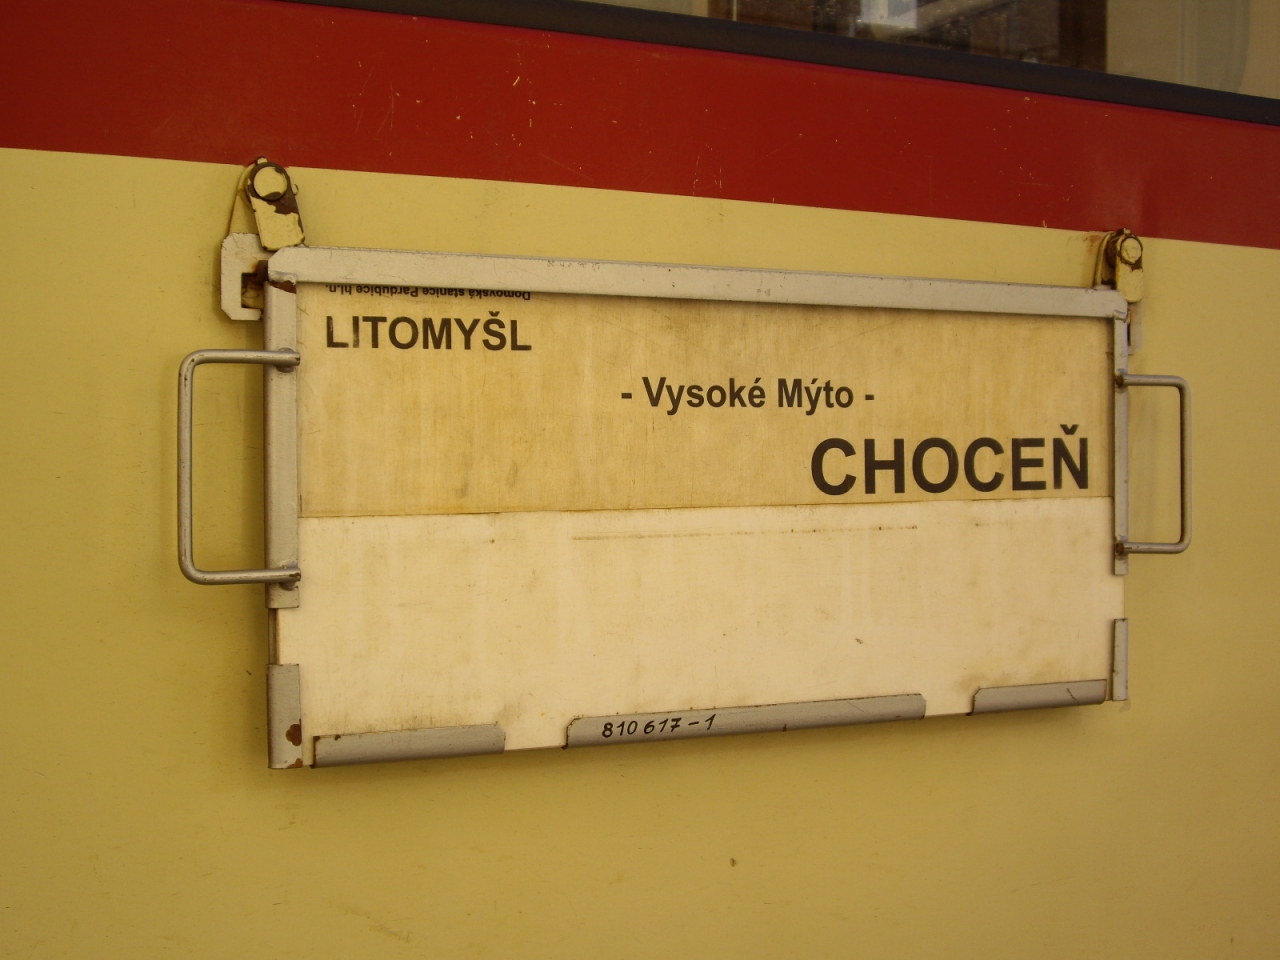 Domovská stanice Pardubice hl.n.
LITOMYŠL
- Vysoké Mýto -
CHOCEŇ
810 617 - 1